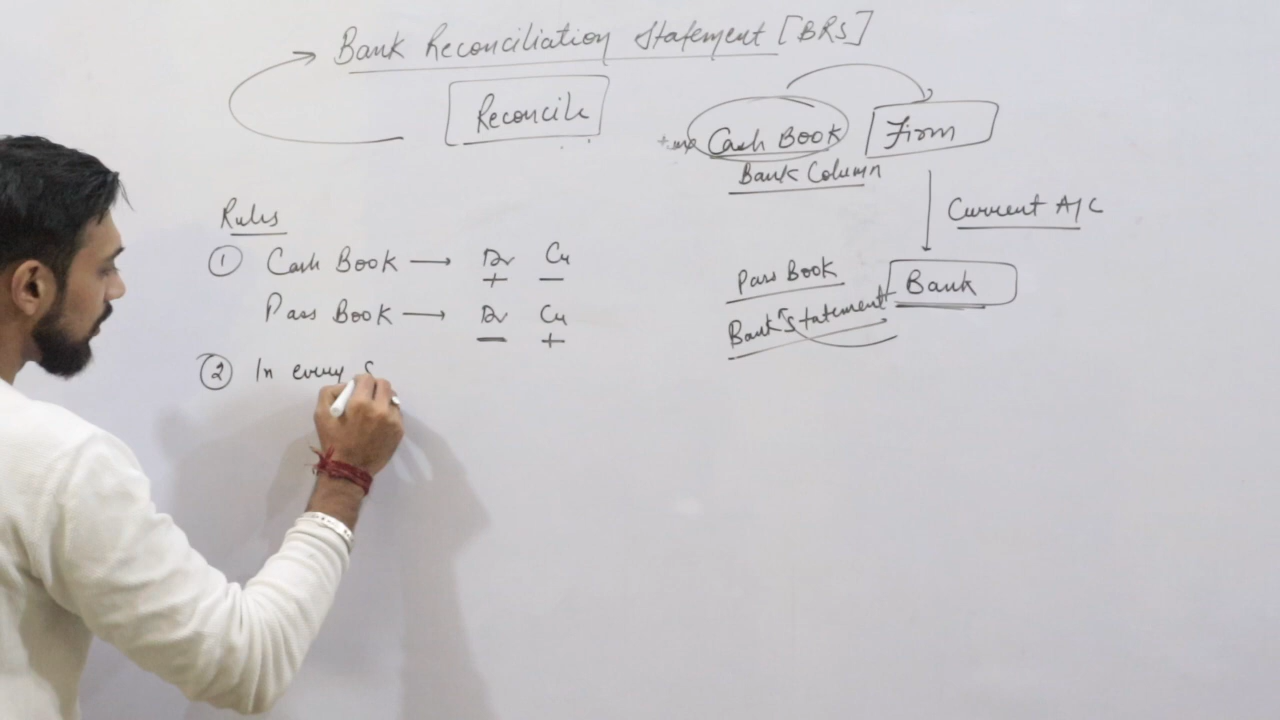 Bank Reconciliation Statement [BRS]
Reconcile
Cash Book
Firm
Bank Column
Current A/C
Pass Book
Bank Statement
Bank
Rules
① Cash Book → Dr Cr
+ −
Pass Book → Dr Cr
− +
② In every S